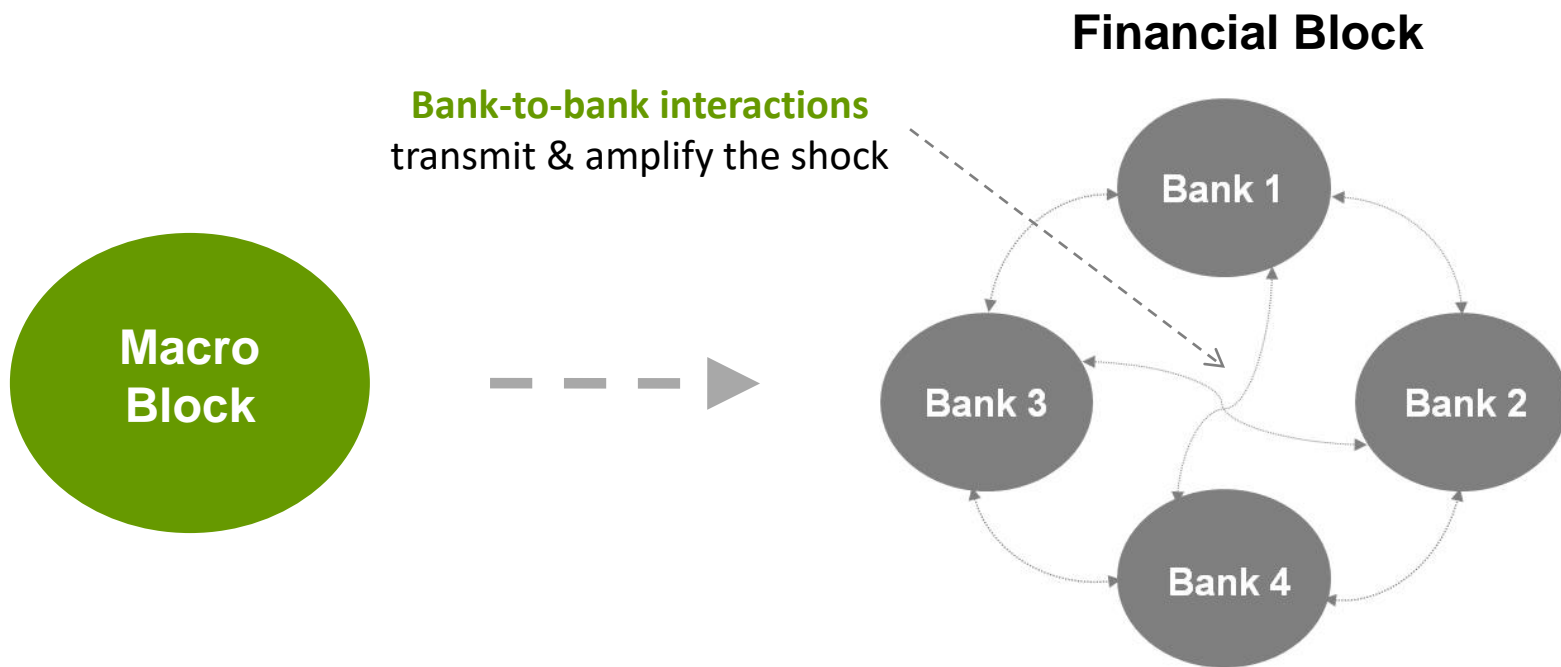 Financial Block
Bank-to-bank interactions
transmit & amplify the shock
Bank 1
Macro
Block
Bank 3
Bank 2
Bank 4